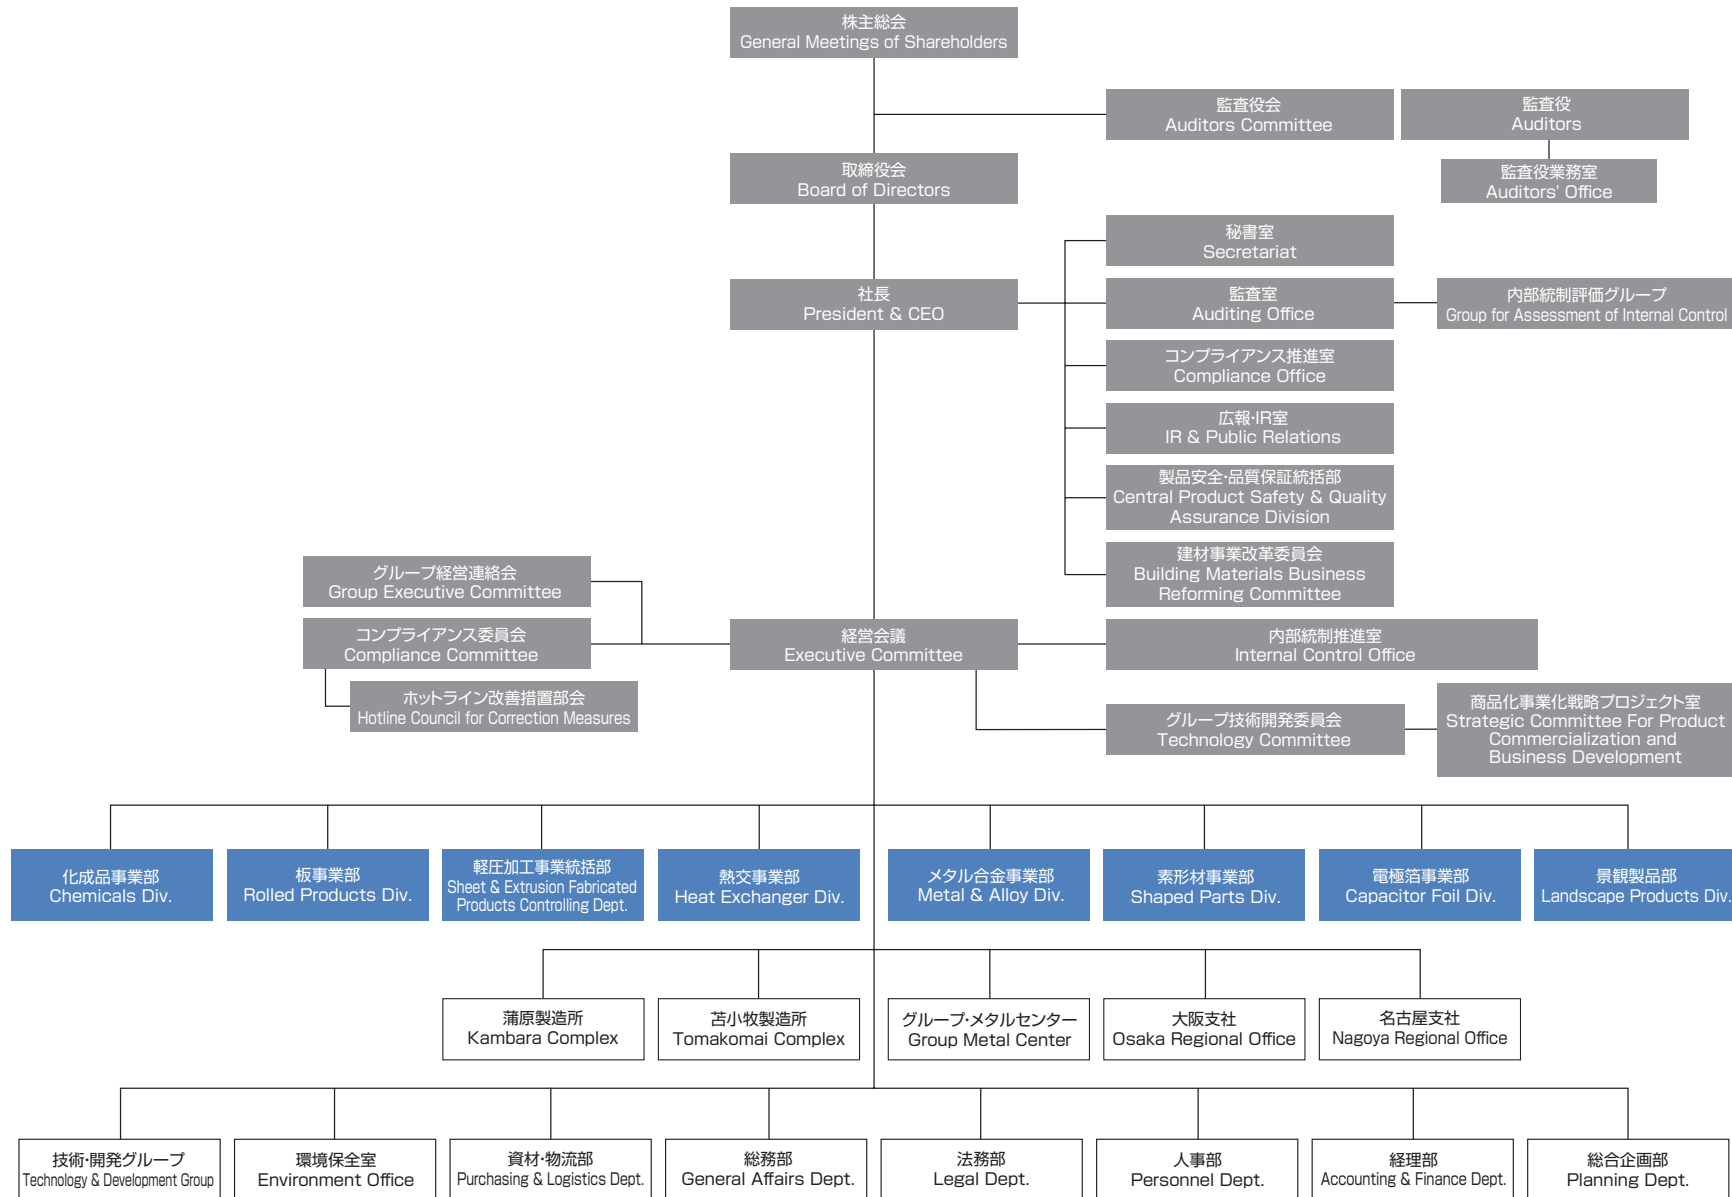 株主総会
General Meetings of Shareholders
監査役会
Auditors Committee
監査役
Auditors
取締役会
Board of Directors
監査役業務室
Auditors' Office
秘書室
Secretariat
社長
President & CEO
監査室
Auditing Office
内部統制評価グループ
Group for Assessment of Internal Control
コンプライアンス推進室
Compliance Office
広報・IR室
IR & Public Relations
製品安全・品質保証統括部
Central Product Safety & Quality
Assurance Division
建材事業改革委員会
Building Materials Business
Reforming Committee
グループ経営連絡会
Group Executive Committee
コンプライアンス委員会
Compliance Committee
経営会議
Executive Committee
内部統制推進室
Internal Control Office
ホットライン改善措置部会
Hotline Council for Correction Measures
グループ技術開発委員会
Technology Committee
商品化事業化戦略プロジェクト室
Strategic Committee For Product
Commercialization and
Business Development
化成品事業部
Chemicals Div.
板事業部
Rolled Products Div.
軽圧加工事業統括部
Sheet & Extrusion Fabricated
Products Controlling Dept.
熱交事業部
Heat Exchanger Div.
メタル合金事業部
Metal & Alloy Div.
素形材事業部
Shaped Parts Div.
電極箔事業部
Capacitor Foil Div.
景観製品部
Landscape Products Div.
蒲原製造所
Kambara Complex
苫小牧製造所
Tomakomai Complex
グループ・メタルセンター
Group Metal Center
大阪支社
Osaka Regional Office
名古屋支社
Nagoya Regional Office
技術・開発グループ
Technology & Development Group
環境保全室
Environment Office
資材・物流部
Purchasing & Logistics Dept.
総務部
General Affairs Dept.
法務部
Legal Dept.
人事部
Personnel Dept.
経理部
Accounting & Finance Dept.
総合企画部
Planning Dept.